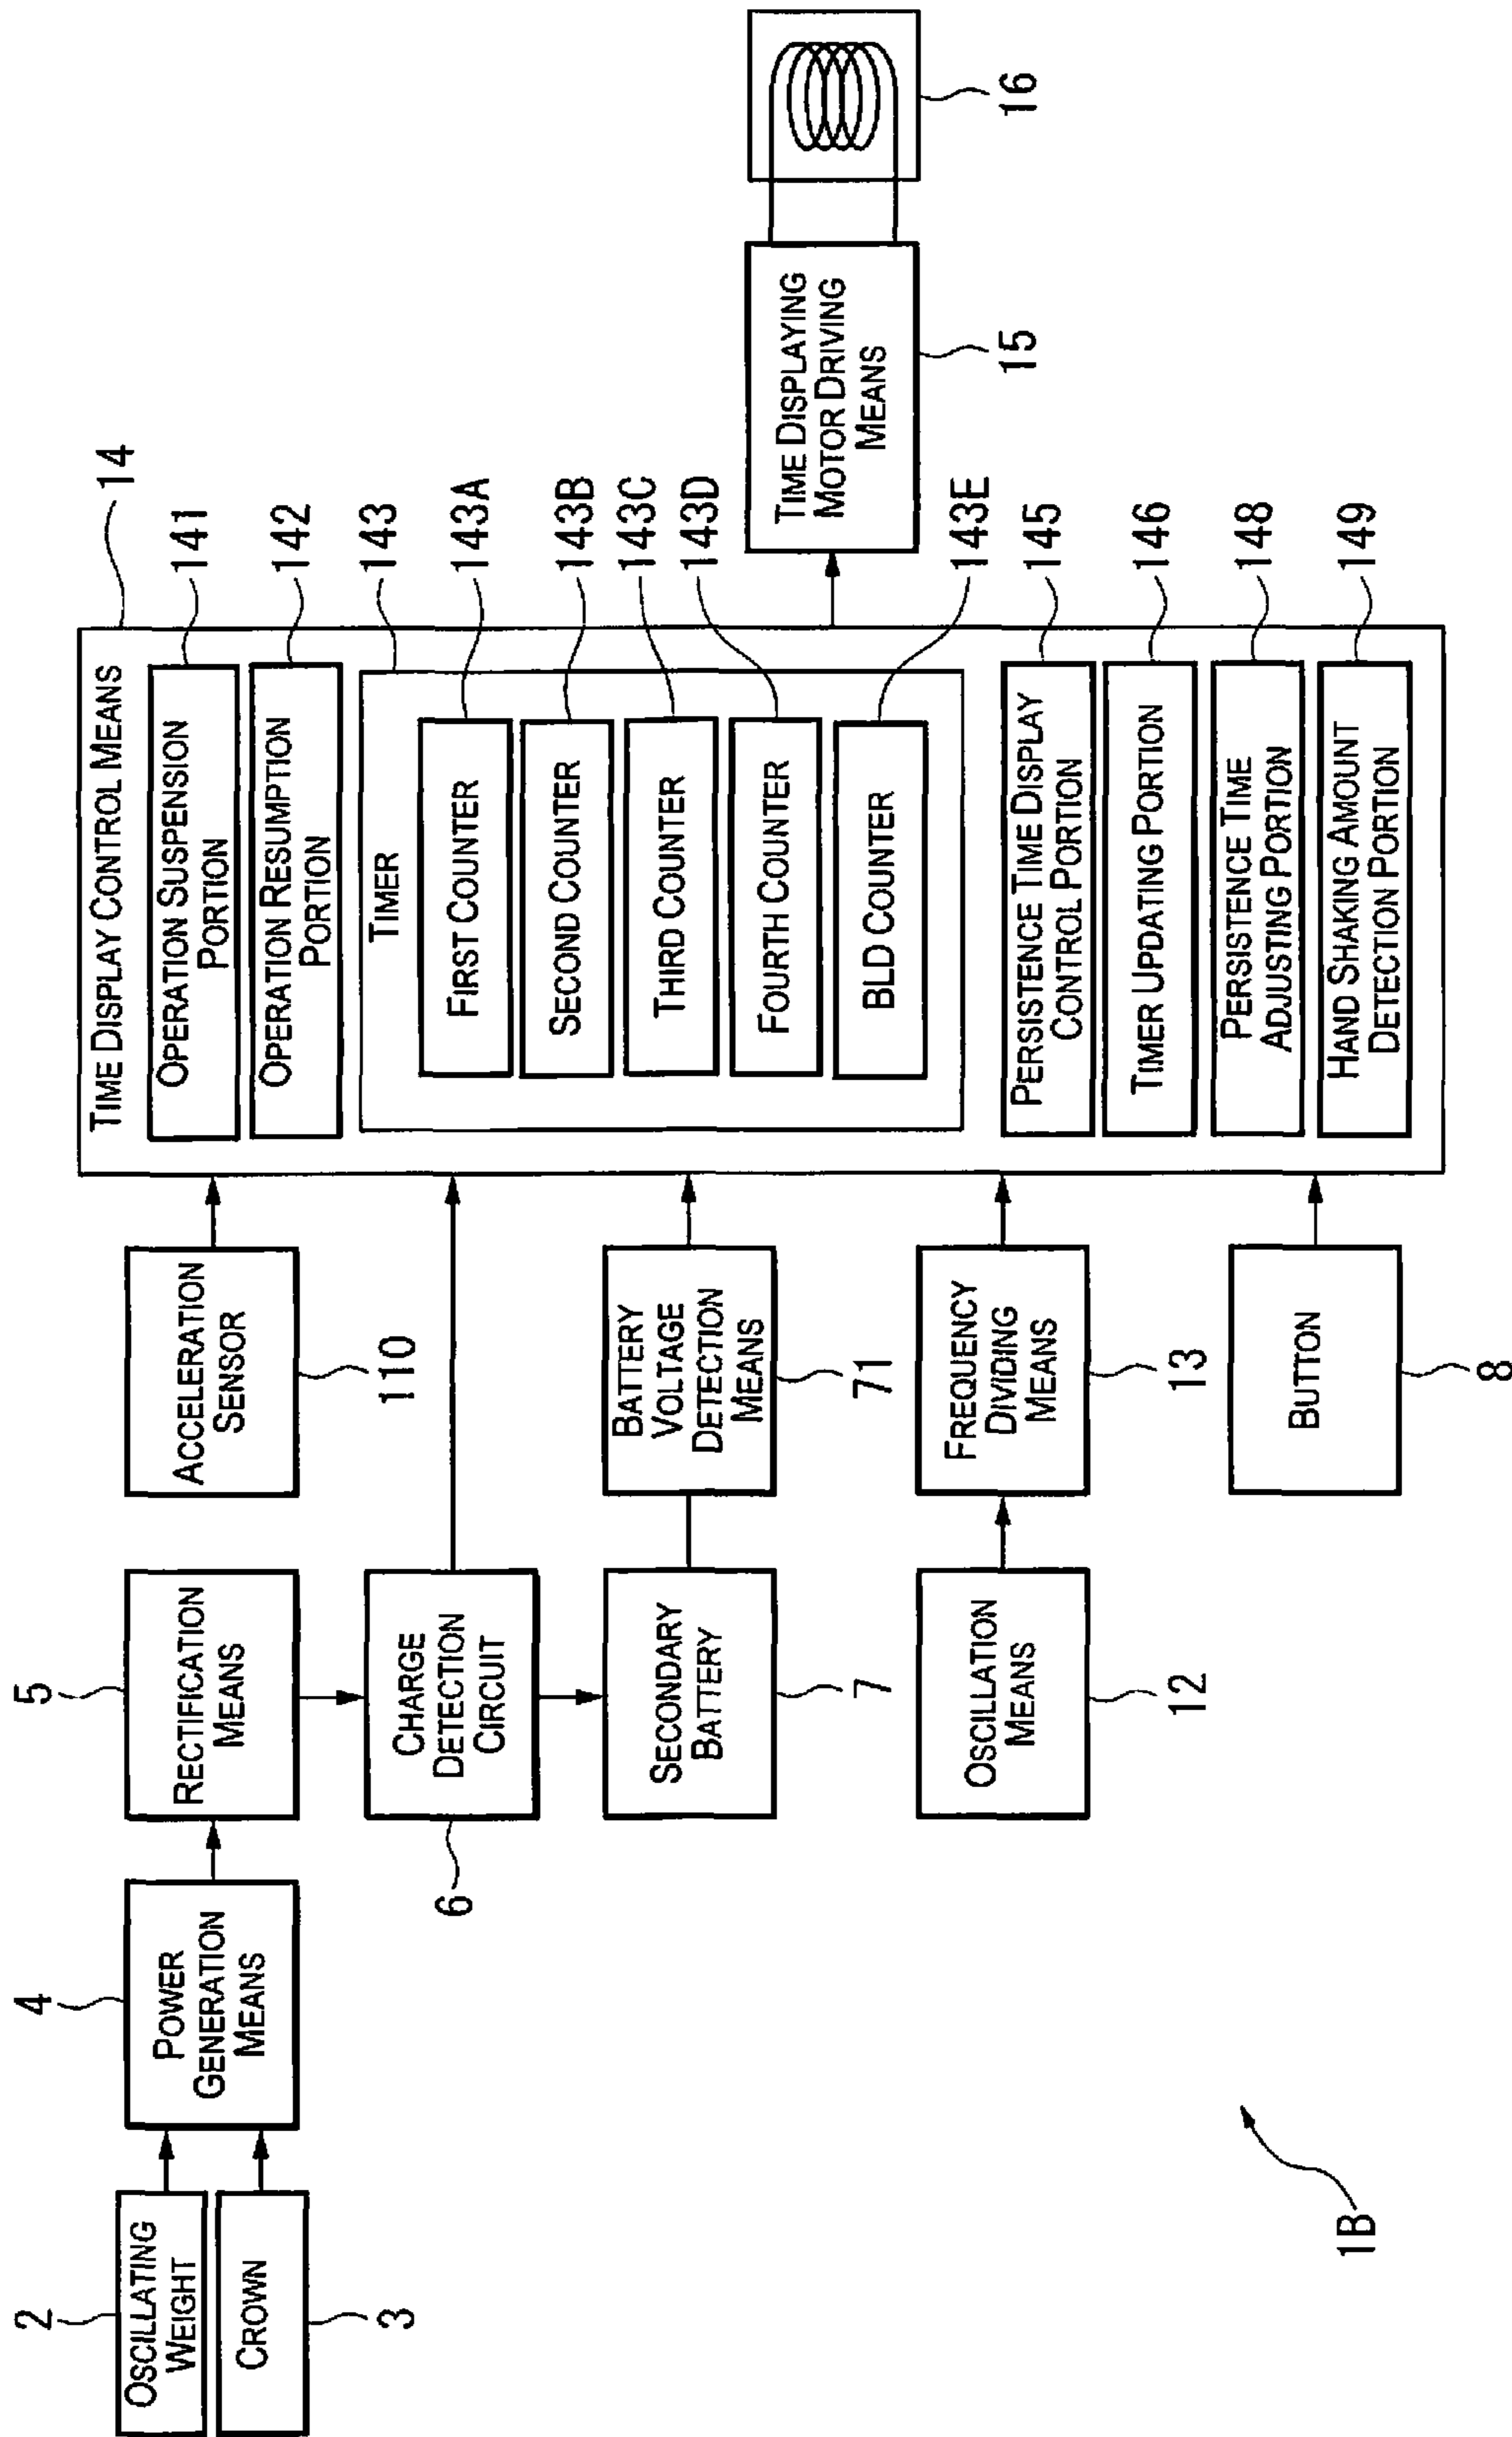 2
OSCILLATING
WEIGHT
CROWN
3
4
POWER
GENERATION
MEANS
5
RECTIFICATION
MEANS
CHARGE
DETECTION
CIRCUIT
6
SECONDARY
BATTERY
7
OSCILLATION
MEANS
12
ACCELERATION
SENSOR
110
BATTERY
VOLTAGE
DETECTION
MEANS
71
FREQUENCY
DIVIDING
MEANS
13
BUTTON
8
TIME DISPLAY CONTROL MEANS
14
OPERATION SUSPENSION
PORTION
141
OPERATION RESUMPTION
PORTION
142
TIMER
143
FIRST COUNTER
143A
SECOND COUNTER
143B
THIRD COUNTER
143C
FOURTH COUNTER
143D
BLD COUNTER
143E
PERSISTENCE TIME DISPLAY
CONTROL PORTION
145
TIMER UPDATING PORTION
146
PERSISTENCE TIME
ADJUSTING PORTION
148
HAND SHAKING AMOUNT
DETECTION PORTION
149
TIME DISPLAYING
MOTOR DRIVING
MEANS
15
16
1B